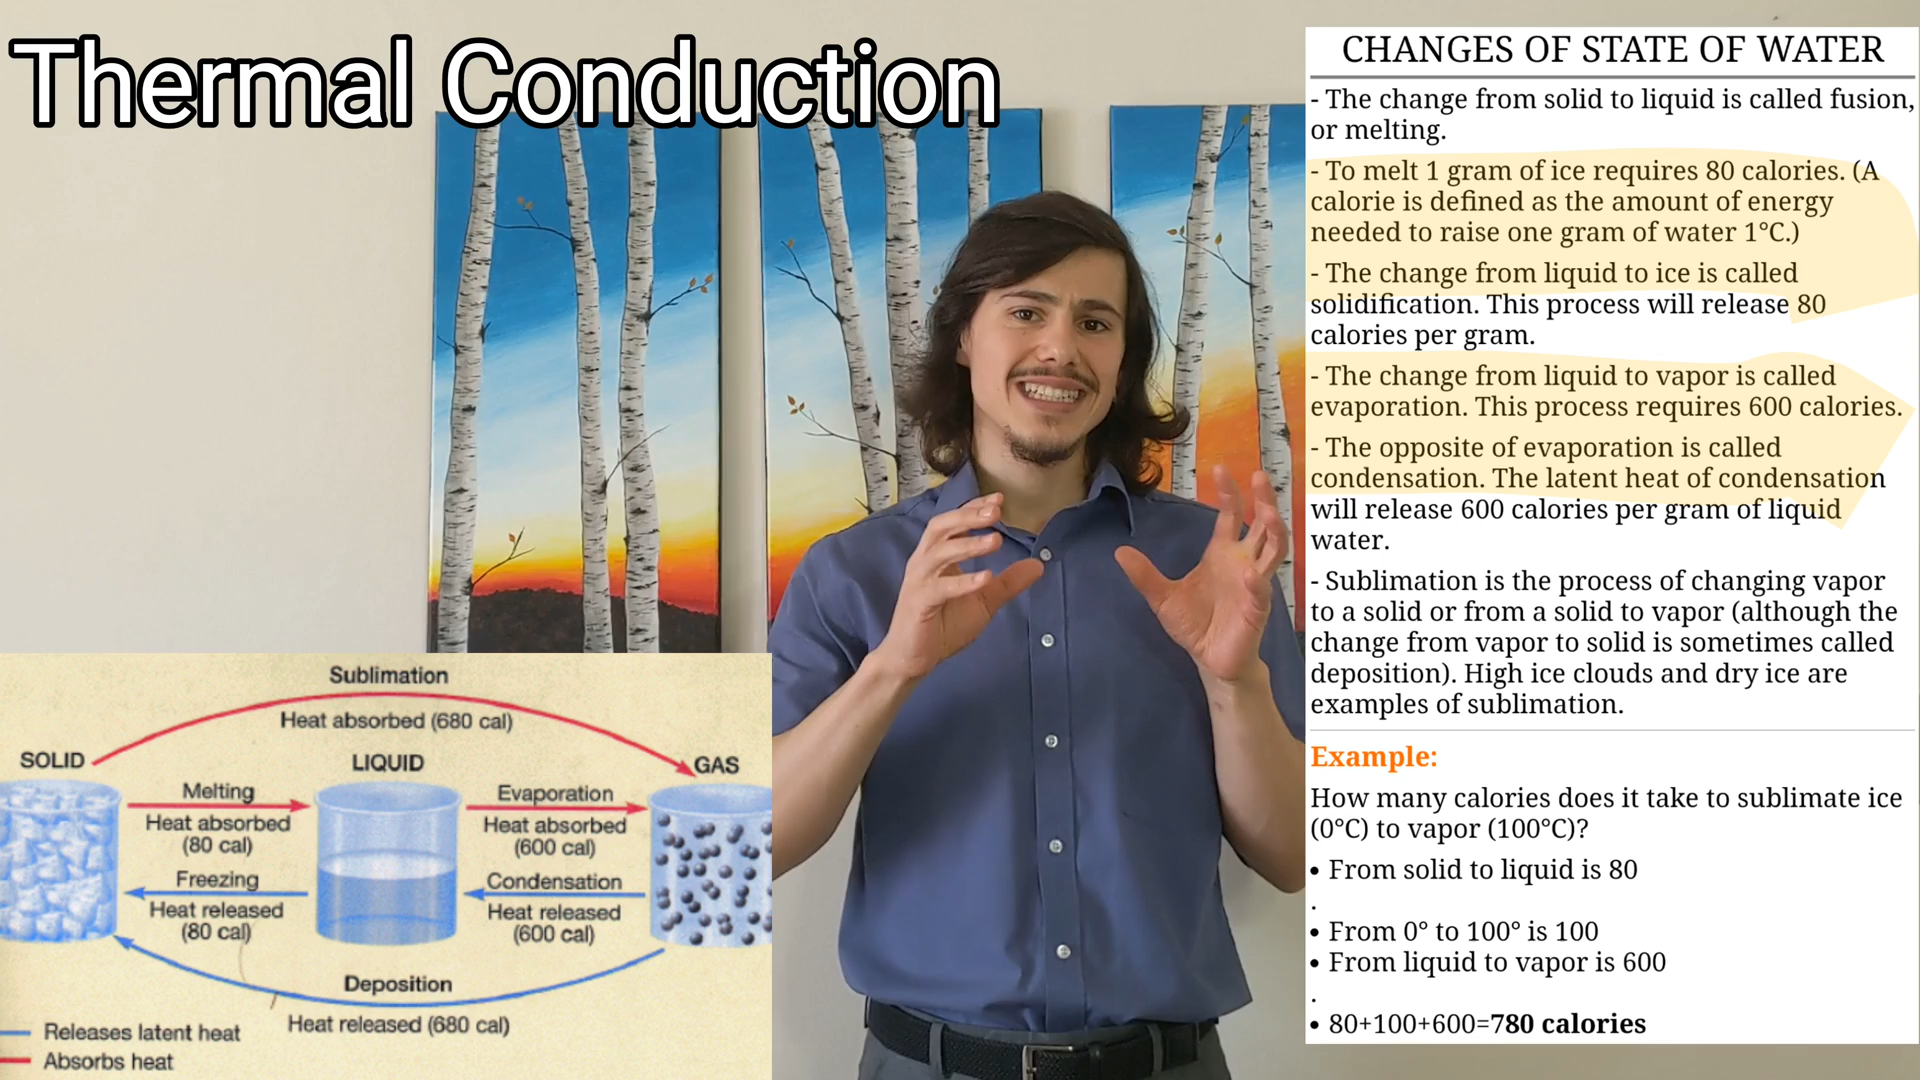 Thermal Conduction
CHANGES OF STATE OF WATER
- The change from solid to liquid is called fusion,
or melting.
- To melt 1 gram of ice requires 80 calories. (A
calorie is defined as the amount of energy
needed to raise one gram of water 1°C.)
- The change from liquid to ice is called
solidification. This process will release 80
calories per gram.
- The change from liquid to vapor is called
evaporation. This process requires 600 calories.
- The opposite of evaporation is called
condensation. The latent heat of condensation
will release 600 calories per gram of liquid
water.
- Sublimation is the process of changing vapor
to a solid or from a solid to vapor (although the
change from vapor to solid is sometimes called
deposition). High ice clouds and dry ice are
examples of sublimation.
Example:
How many calories does it take to sublimate ice
(0°C) to vapor (100°C)?
• From solid to liquid is 80
.
• From 0° to 100° is 100
• From liquid to vapor is 600
.
• 80+100+600=780 calories
Sublimation
Heat absorbed (680 cal)
SOLID
LIQUID
GAS
Melting
Heat absorbed
(80 cal)
Evaporation
Heat absorbed
(600 cal)
Freezing
Heat released
(80 cal)
Condensation
Heat released
(600 cal)
Deposition
Heat released (680 cal)
Releases latent heat
Absorbs heat